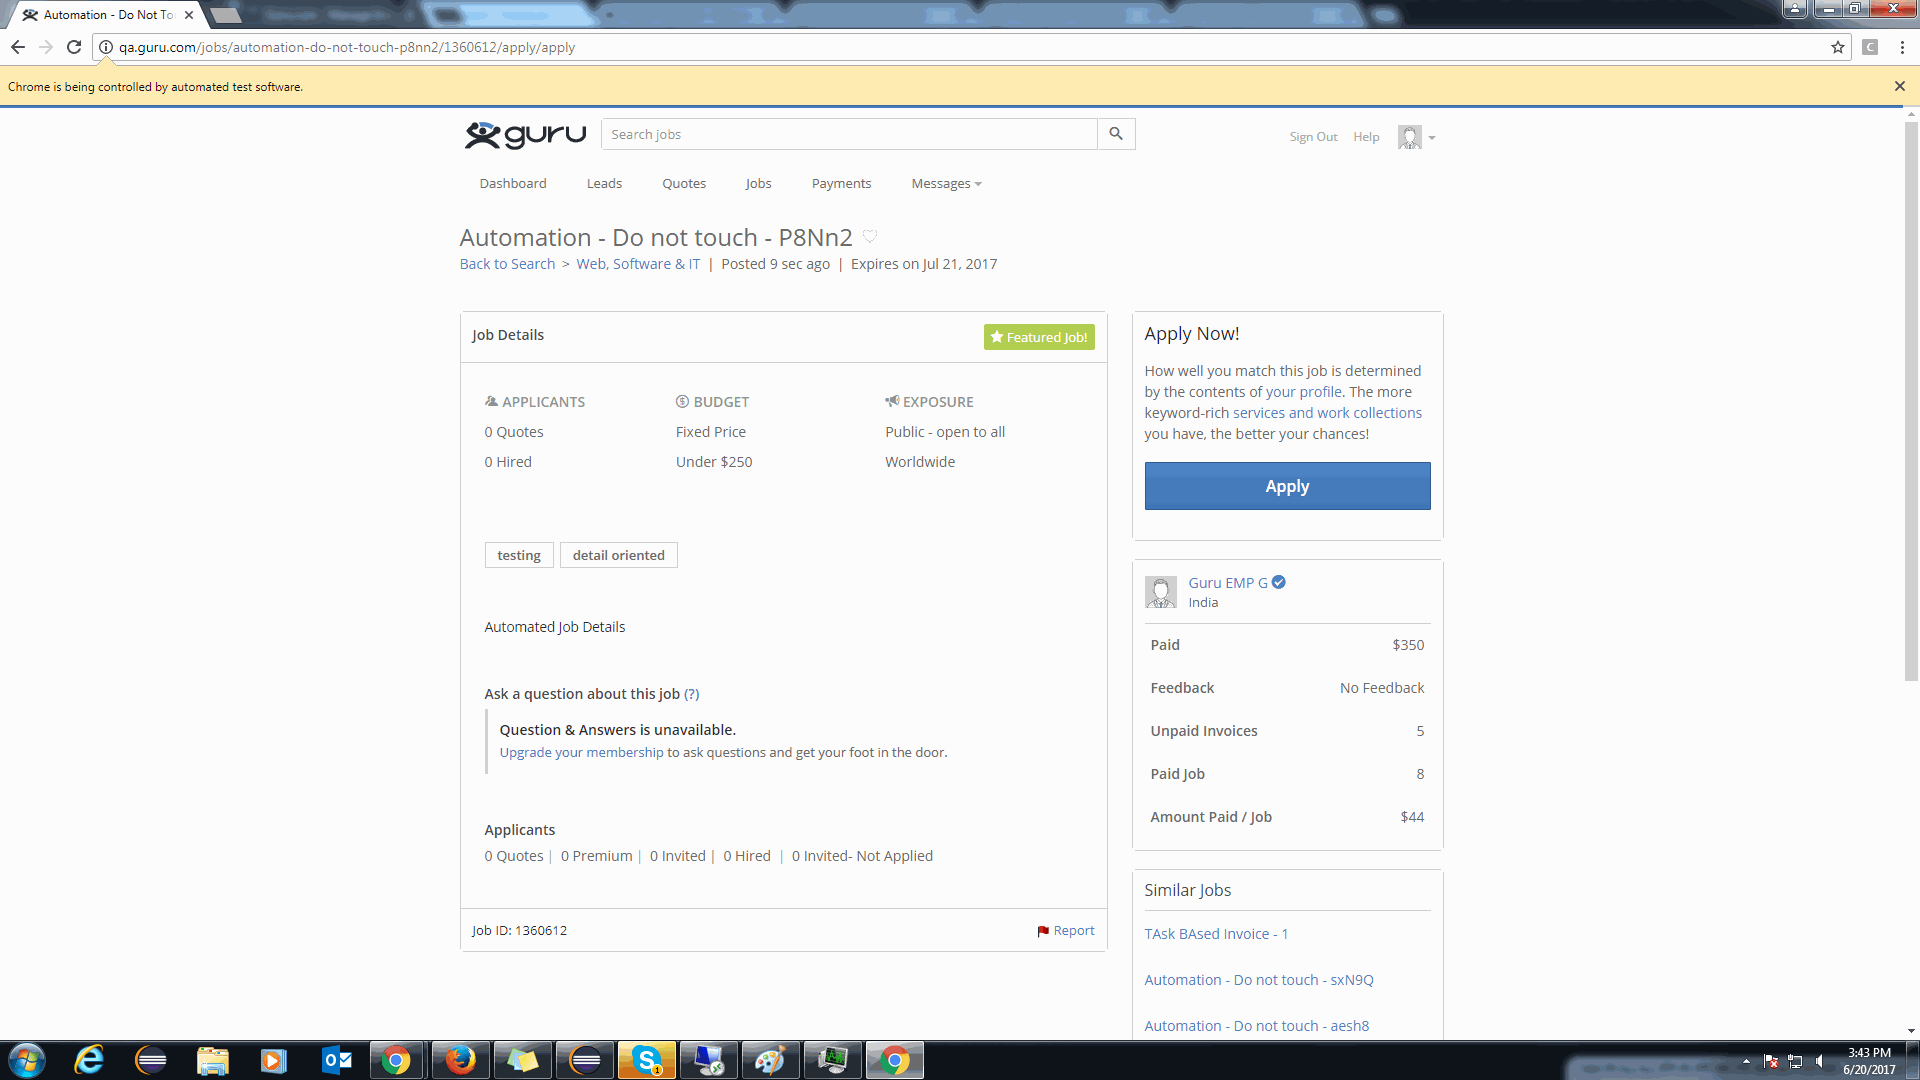 Automation - Do Not To
qa.guru.com/jobs/automation-do-not-touch-p8nn2/1360612/apply/apply
C
Chrome is being controlled by automated test software.
guru
Search jobs
Sign Out Help
Dashboard Leads Quotes Jobs Payments Messages
Automation - Do not touch - P8Nn2
Back to Search > Web, Software & IT | Posted 9 sec ago | Expires on Jul 21, 2017
Job Details
Featured Job!
APPLICANTS BUDGET EXPOSURE
0 Quotes Fixed Price Public - open to all
0 Hired Under $250 Worldwide
testing detail oriented
Automated Job Details
Ask a question about this job (?)
Question & Answers is unavailable.
Upgrade your membership to ask questions and get your foot in the door.
Applicants
0 Quotes | 0 Premium | 0 Invited | 0 Hired | 0 Invited- Not Applied
Job ID: 1360612
Report
Apply Now!
How well you match this job is determined
by the contents of your profile. The more
keyword-rich services and work collections
you have, the better your chances!
Apply
Guru EMP G
India
Paid $350
Feedback No Feedback
Unpaid Invoices 5
Paid Job 8
Amount Paid / Job $44
Similar Jobs
TAsk BAsed Invoice - 1
Automation - Do not touch - sxN9Q
Automation - Do not touch - aesh8
3:43 PM
6/20/2017